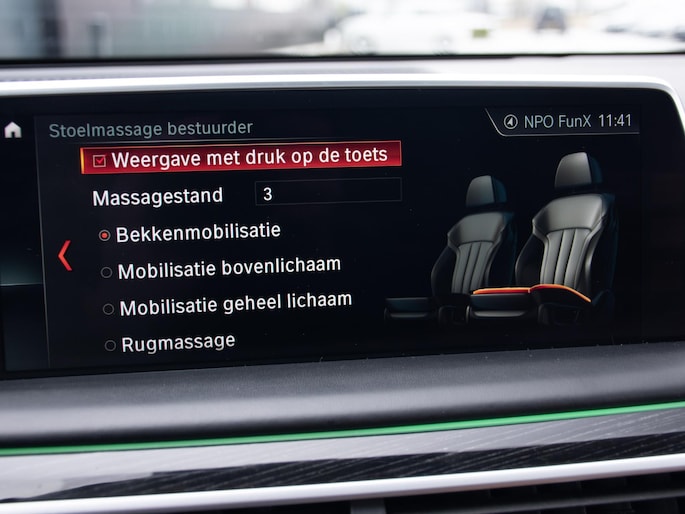 Stoelmassage bestuurder
NPO FunX 11:41
Weergave met druk op de toets
Massagestand 3
Bekkenmobilisatie
Mobilisatie bovenlichaam
Mobilisatie geheel lichaam
Rugmassage